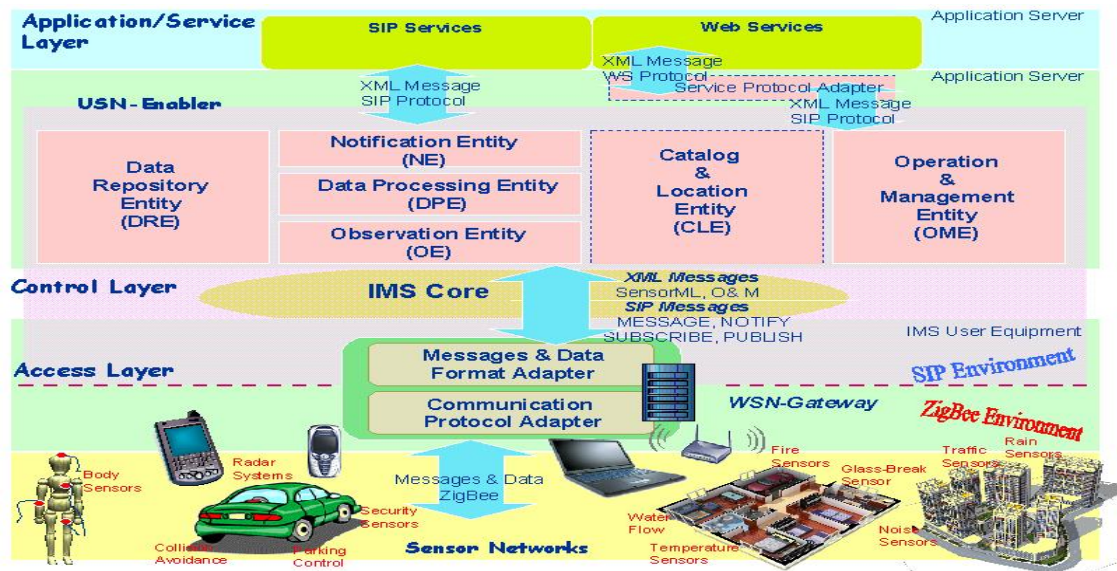 Application/Service
Layer
SIP Services
Web Services
Application Server
XML Message
SIP Protocol
XML Message
WS Protocol
Service Protocol Adapter
Application Server
XML Message
SIP Protocol
USN-Enabler
Data
Repository
Entity
(DRE)
Notification Entity
(NE)
Data Processing Entity
(DPE)
Observation Entity
(OE)
Catalog
&
Location
Entity
(CLE)
Operation
&
Management
Entity
(OME)
Control Layer
IMS Core
XML Messages
SensorML, O& M
SIP Messages
MESSAGE, NOTIFY
SUBSCRIBE, PUBLISH
IMS User Equipment
Access Layer
Messages & Data
Format Adapter
SIP Environment
Communication
Protocol Adapter
WSN-Gateway
ZigBee Environment
Body
Sensors
Radar
Systems
Security
Sensors
Collision
Avoidance
Parking
Control
Messages & Data
ZigBee
Sensor Networks
Fire
Sensors
Glass-Break
Sensor
Water
Flow
Temperature
Sensors
Traffic
Sensors
Rain
Sensors
Noise
Sensors